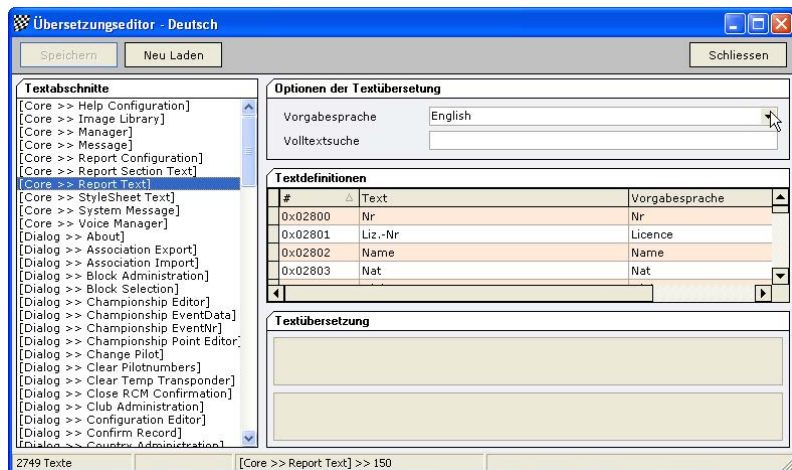 Übersetzungseditor - Deutsch
Speichern
Neu Laden
Schliessen
Textabschnitte
[Core >> Help Configuration]
[Core >> Image Library]
[Core >> Manager]
[Core >> Message]
[Core >> Report Configuration]
[Core >> Report Section Text]
[Core >> Report Text]
[Core >> StyleSheet Text]
[Core >> System Message]
[Core >> Voice Manager]
[Dialog >> About]
[Dialog >> Association Export]
[Dialog >> Association Import]
[Dialog >> Block Administration]
[Dialog >> Block Selection]
[Dialog >> Championship Editor]
[Dialog >> Championship EventData]
[Dialog >> Championship EventNr]
[Dialog >> Championship Point Editor]
[Dialog >> Change Pilot]
[Dialog >> Clear Pilotnumbers]
[Dialog >> Clear Temp Transponder]
[Dialog >> Close RCM Confirmation]
[Dialog >> Club Administration]
[Dialog >> Configuration Editor]
[Dialog >> Confirm Record]
[Dialog >> Country Administration]
Optionen der Textübersetung
Vorgabesprache English
Volltextsuche
Textdefinitionen
# Text Vorgabesprache
0x02800 Nr Nr
0x02801 Liz.-Nr Licence
0x02802 Name Name
0x02803 Nat Nat
Textübersetzung
2749 Texte [Core >> Report Text] >> 150